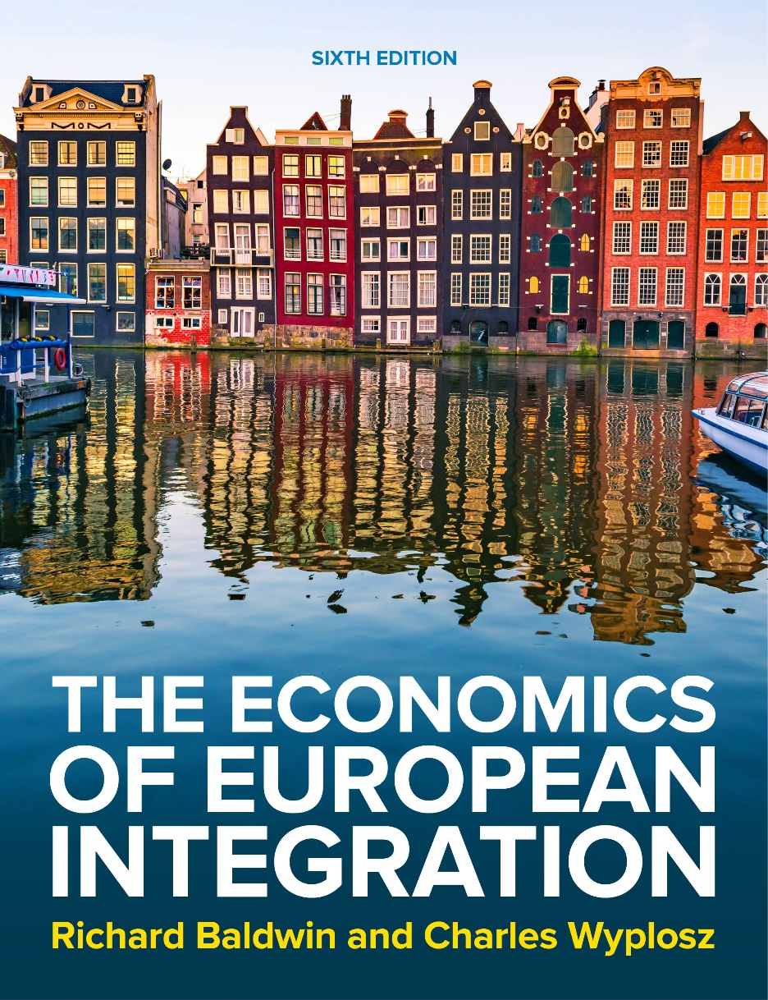 SIXTH EDITION
THE ECONOMICS
OF EUROPEAN
INTEGRATION
Richard Baldwin and Charles Wyplosz